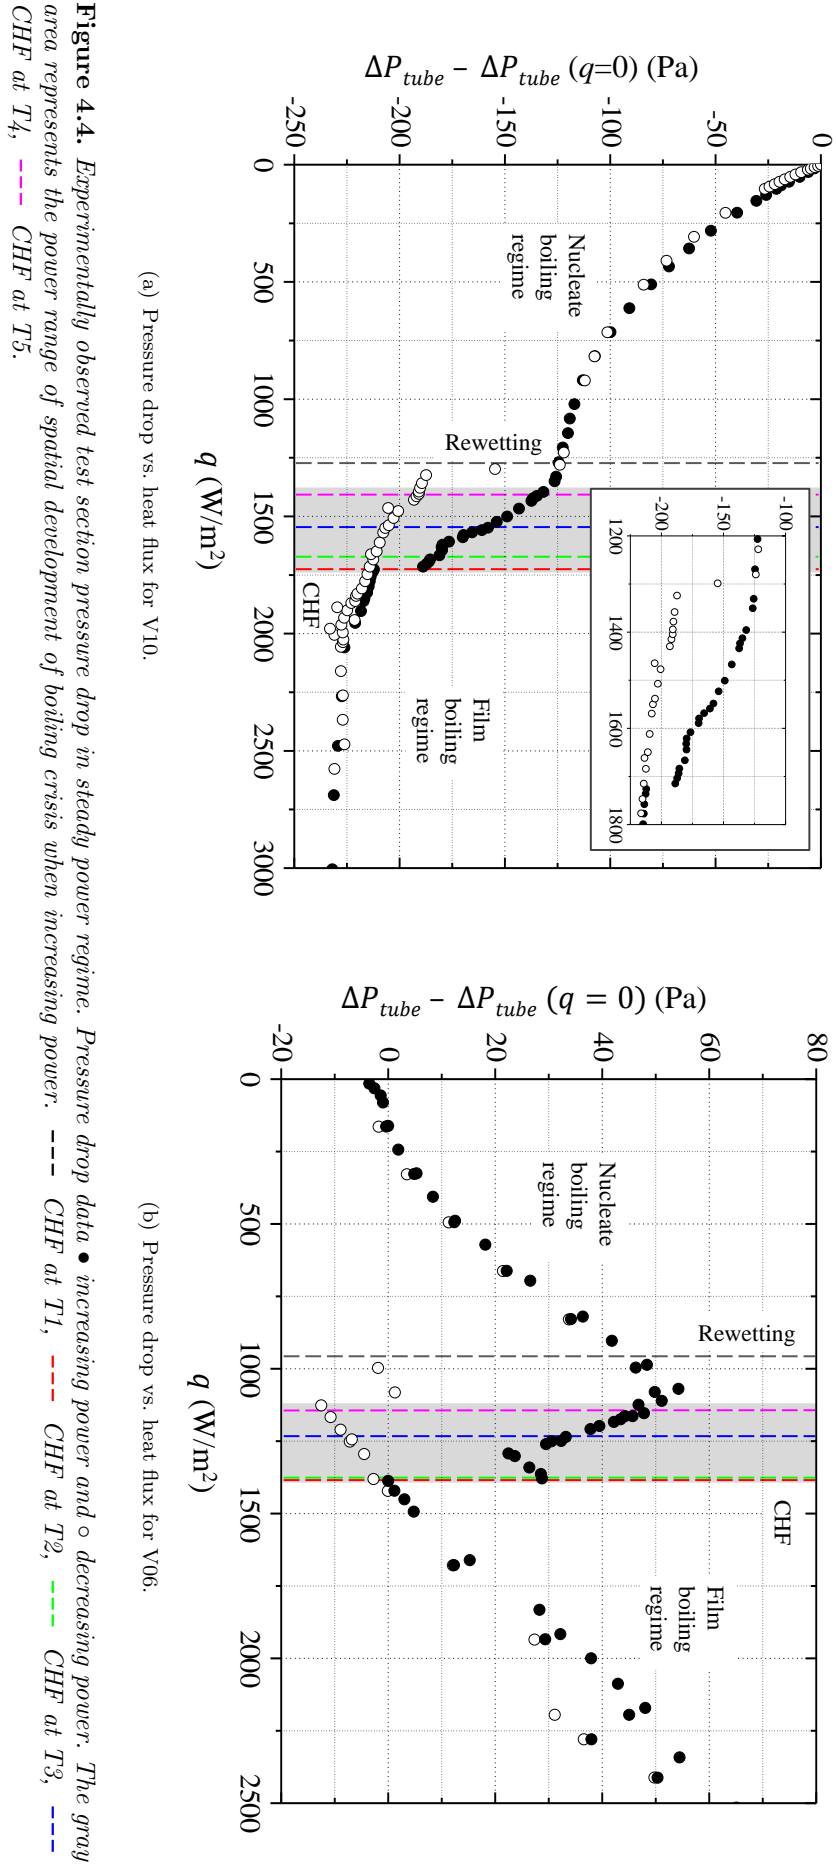 ΔP_tube − ΔP_tube (q=0) (Pa)
0
-50
-100
-150
-200
-250
Nucleate
boiling
regime
Rewetting
CHF
Film
boiling
regime
-100
-150
-200
1200
1400
1600
1800
0
500
1000
1500
2000
2500
3000
q (W/m²)
(a) Pressure drop vs. heat flux for V10.
ΔP_tube − ΔP_tube (q = 0) (Pa)
80
60
40
20
0
-20
Nucleate
boiling
regime
Rewetting
CHF
Film
boiling
regime
0
500
1000
1500
2000
2500
q (W/m²)
(b) Pressure drop vs. heat flux for V06.
Figure 4.4. Experimentally observed test section pressure drop in steady power regime. Pressure drop data ● increasing power and ○ decreasing power. The gray
area represents the power range of spatial development of boiling crisis when increasing power. --- CHF at T1, --- CHF at T2, --- CHF at T3, ---
CHF at T4, --- CHF at T5.